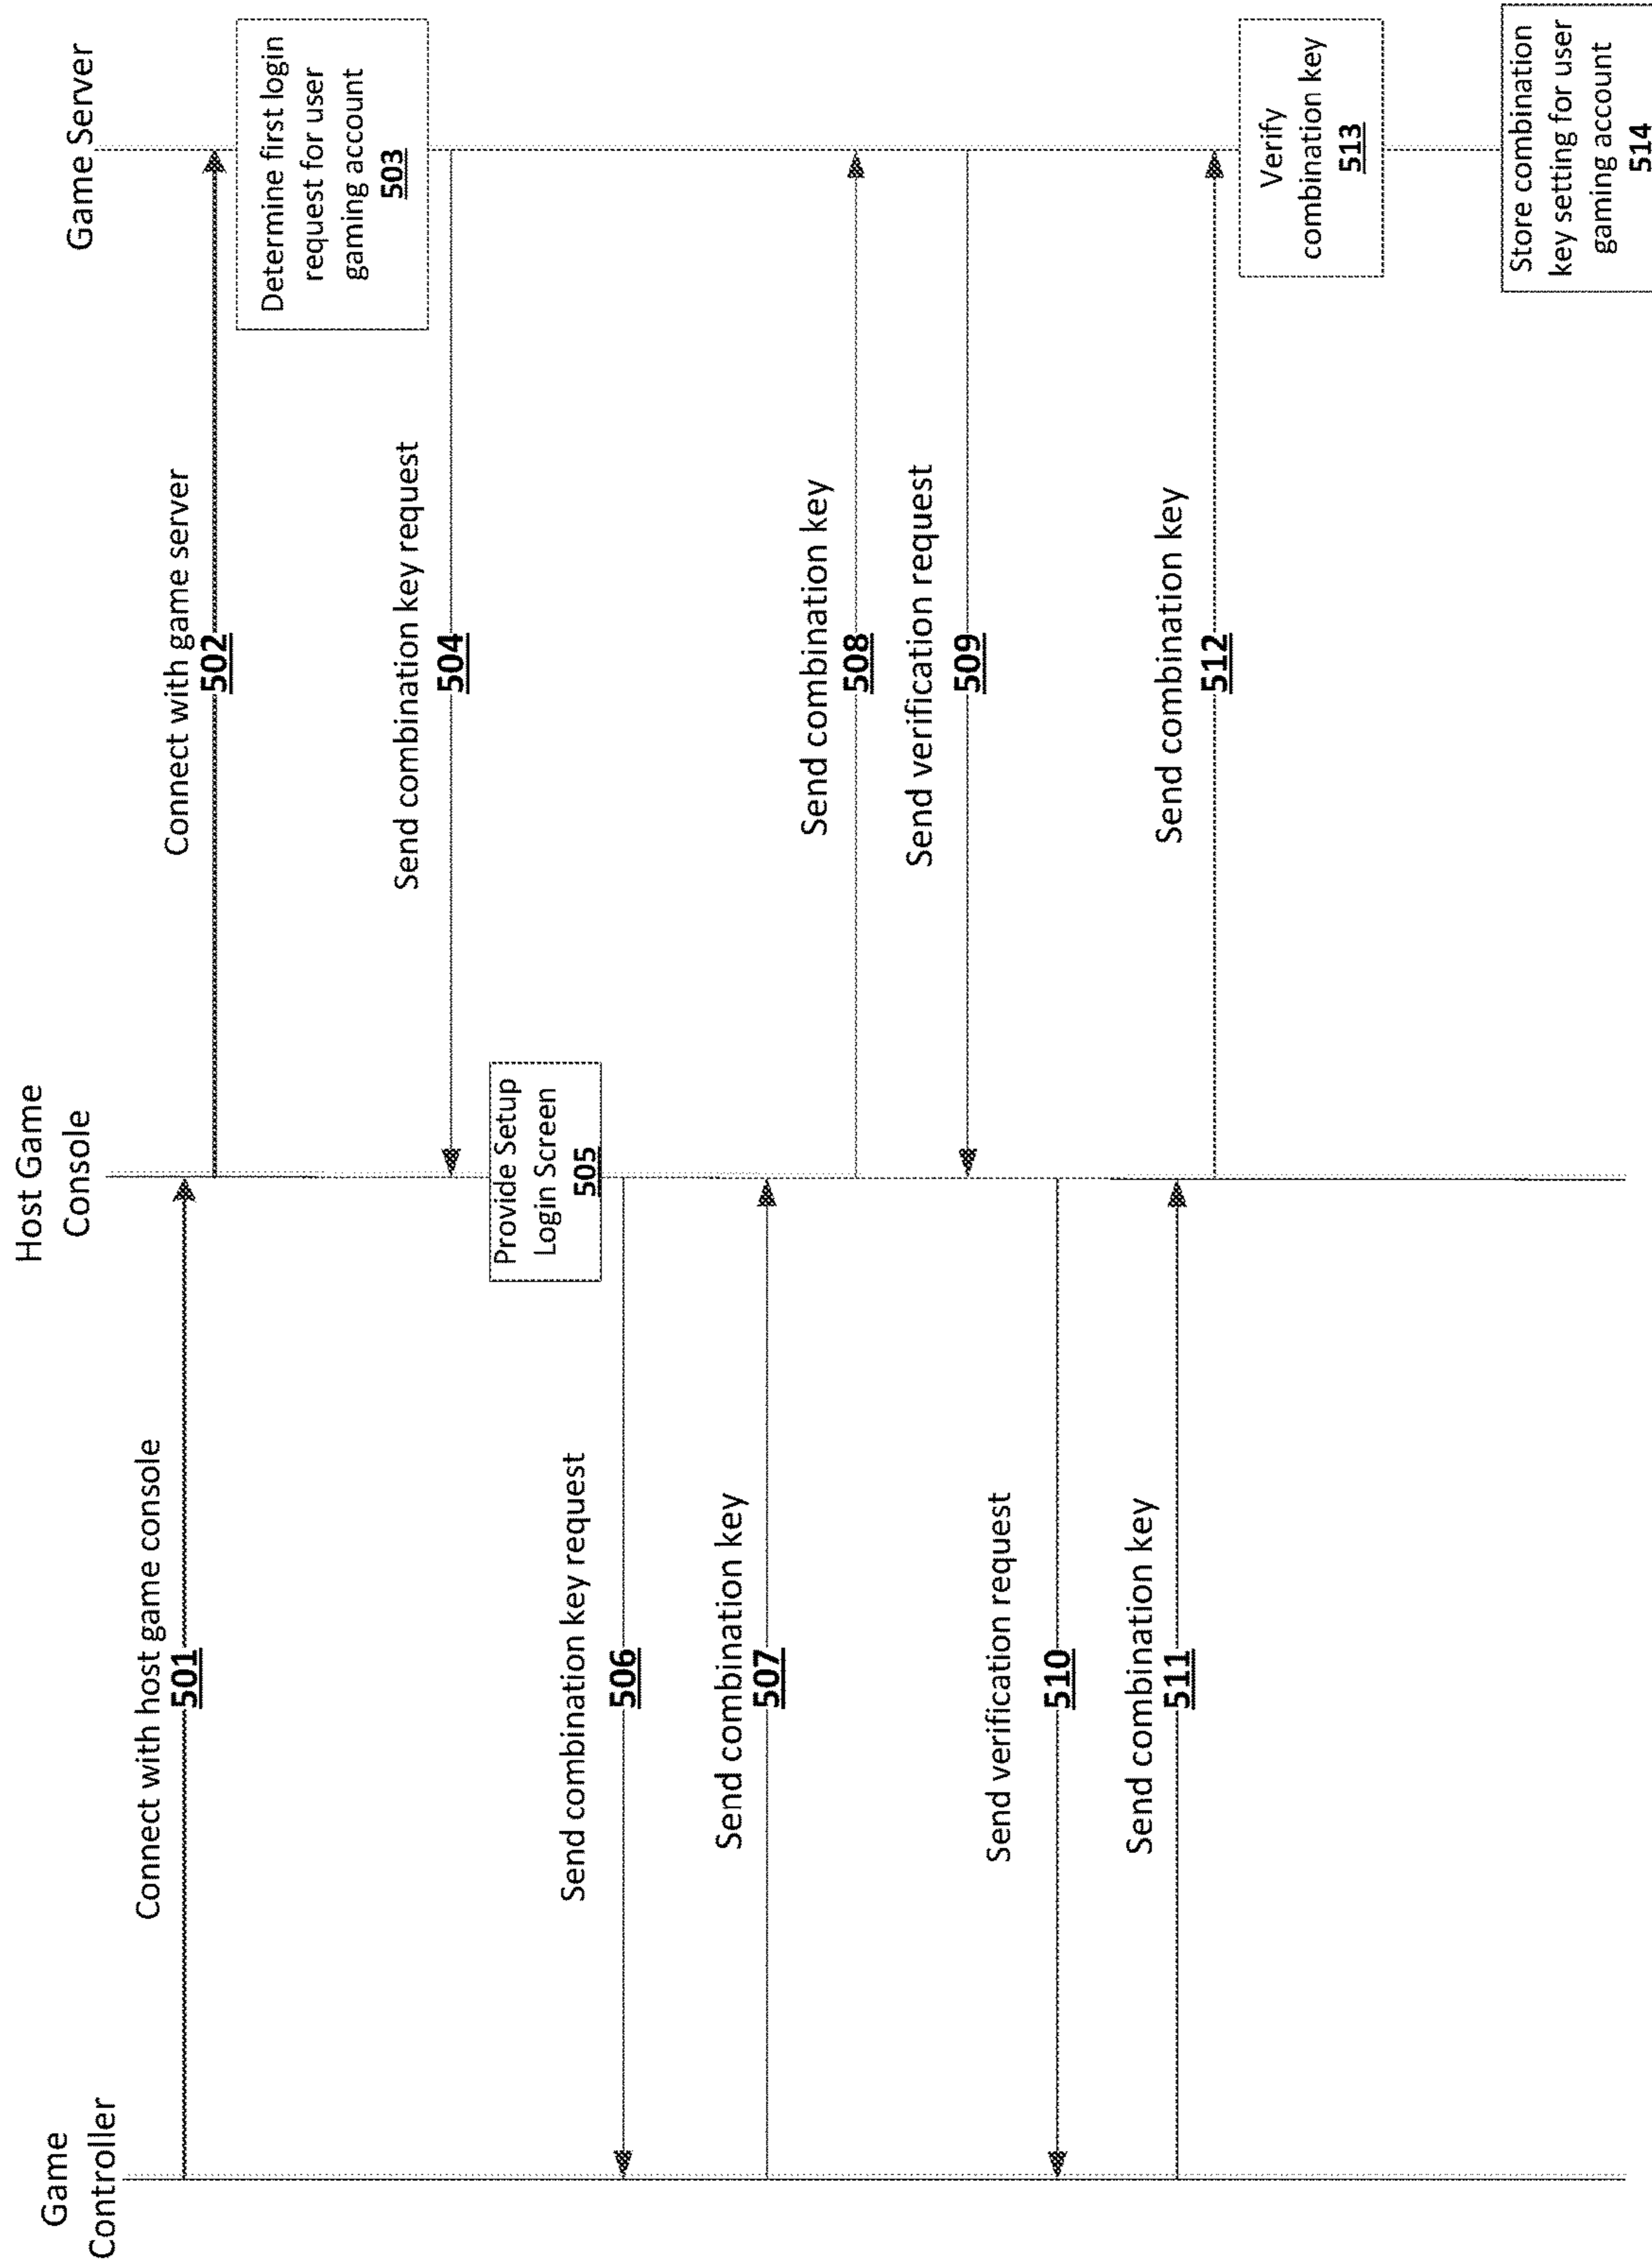 Game
Controller
Host Game
Console
Game Server
Connect with host game console
501
Connect with game server
502
Determine first login
request for user
gaming account
503
Send combination key request
504
Provide Setup
Login Screen
505
Send combination key request
506
Send combination key
507
Send combination key
508
Send verification request
509
Send verification request
510
Send combination key
511
Send combination key
512
Verify
combination key
513
Store combination
key setting for user
gaming account
514